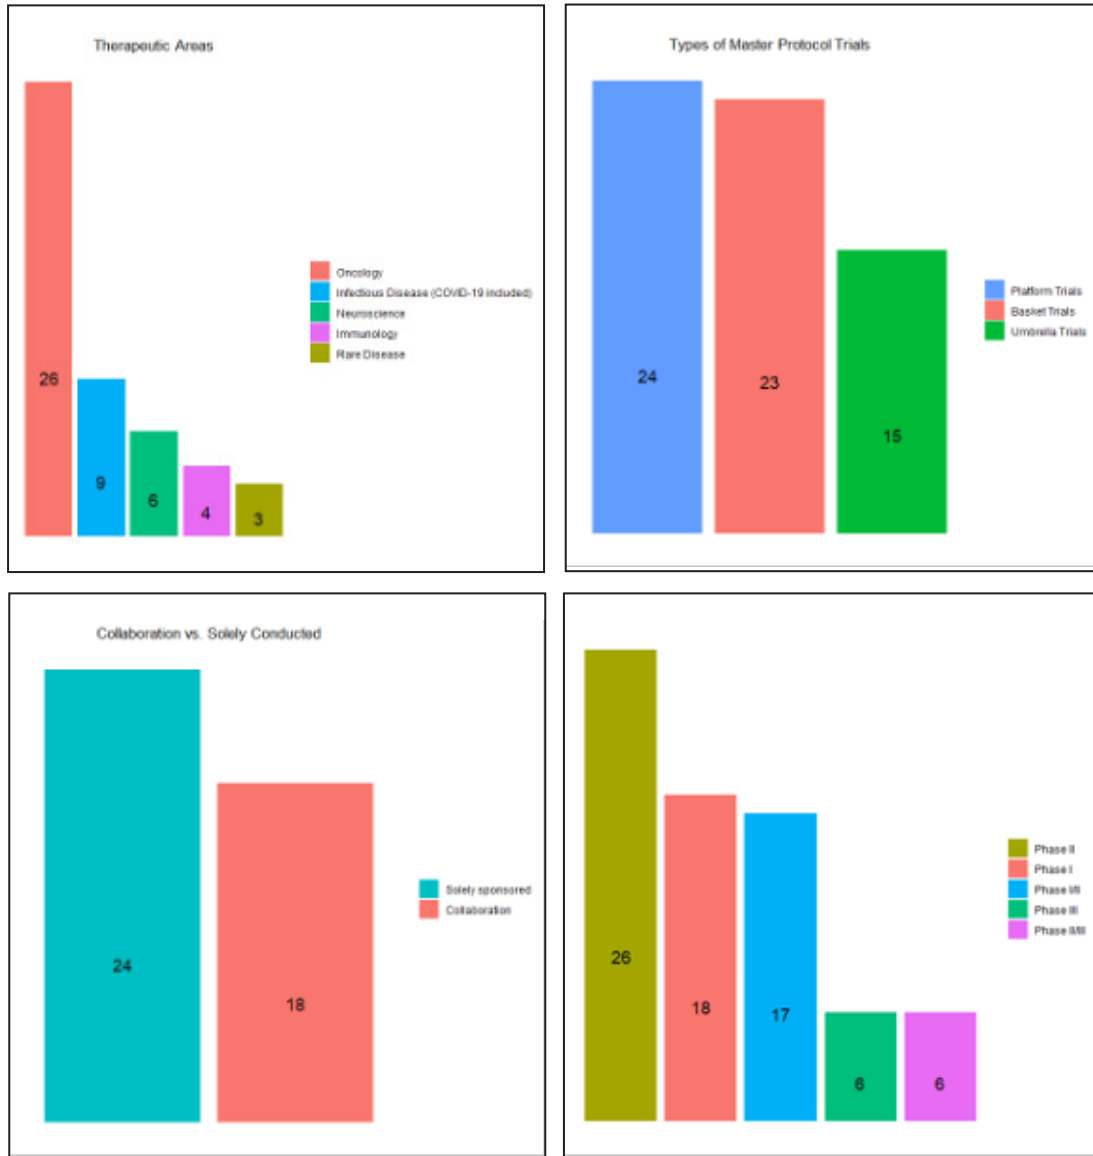 Therapeutic Areas
26
9
6
4
3
Oncology
Infectious Disease (COVID-19 included)
Neuroscience
Immunology
Rare Disease
Types of Master Protocol Trials
24
23
15
Platform Trials
Basket Trials
Umbrella Trials
Collaboration vs. Solely Conducted
24
18
Solely sponsored
Collaboration
26
18
17
6
6
Phase II
Phase I
Phase I/II
Phase III
Phase II/III